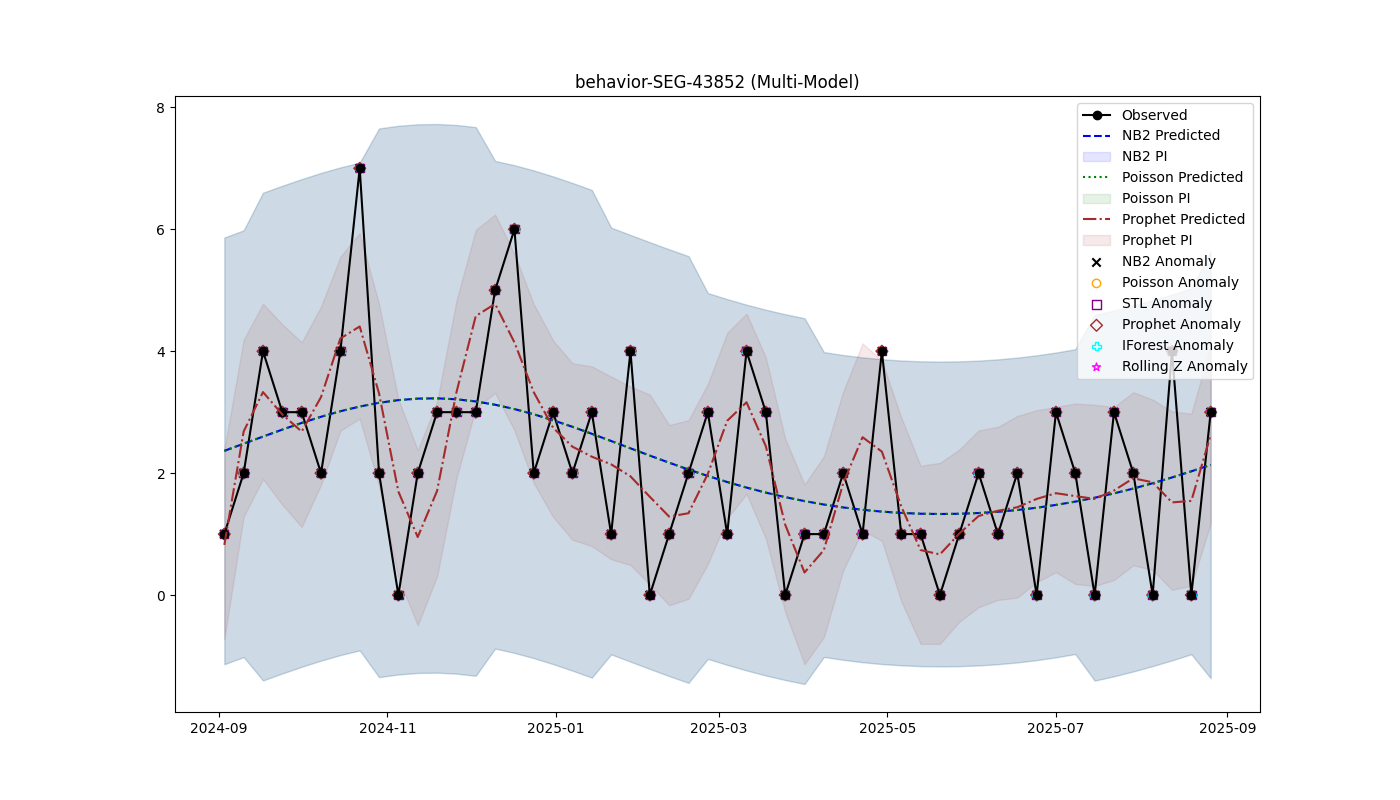 behavior-SEG-43852 (Multi-Model)
8
6
4
2
0
Observed
NB2 Predicted
NB2 PI
Poisson Predicted
Poisson PI
Prophet Predicted
Prophet PI
NB2 Anomaly
Poisson Anomaly
STL Anomaly
Prophet Anomaly
IForest Anomaly
Rolling Z Anomaly
2024-09
2024-11
2025-01
2025-03
2025-05
2025-07
2025-09